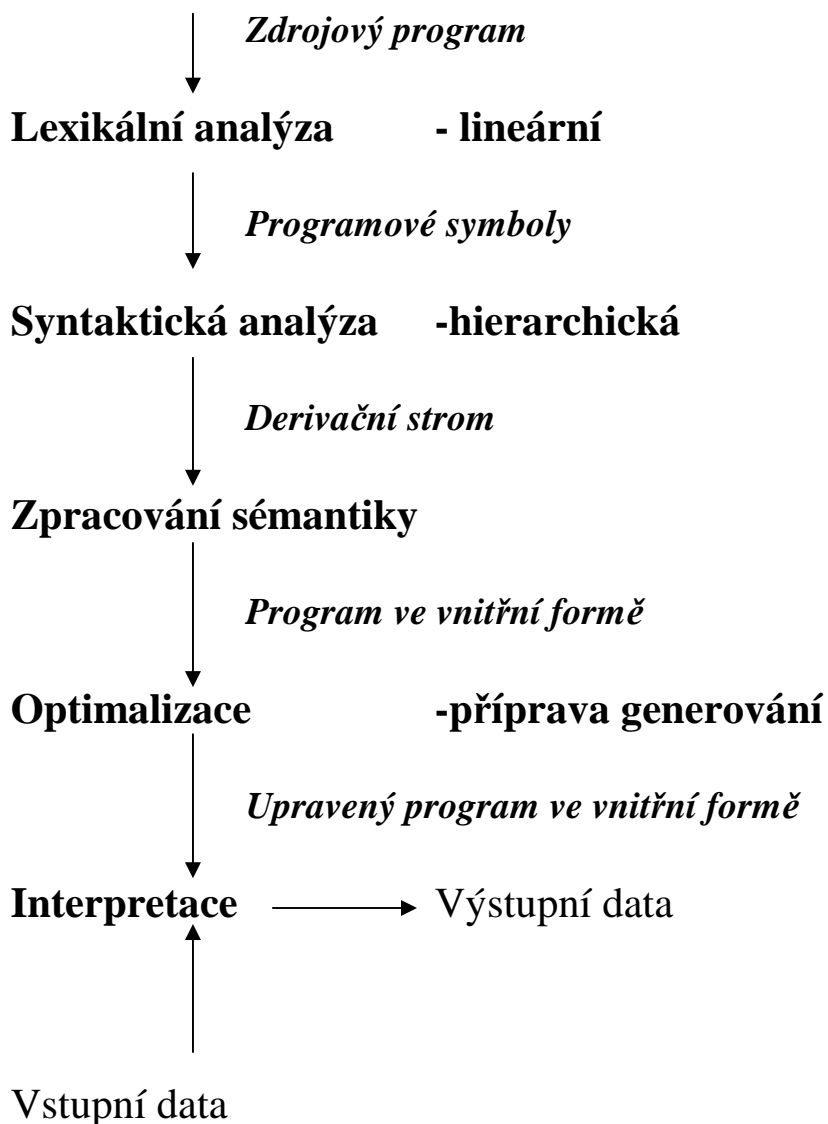 Zdrojový program
Lexikální analýza - lineární
Programové symboly
Syntaktická analýza -hierarchická
Derivační strom
Zpracování sémantiky
Program ve vnitřní formě
Optimalizace -příprava generování
Upravený program ve vnitřní formě
Interpretace Výstupní data
Vstupní data